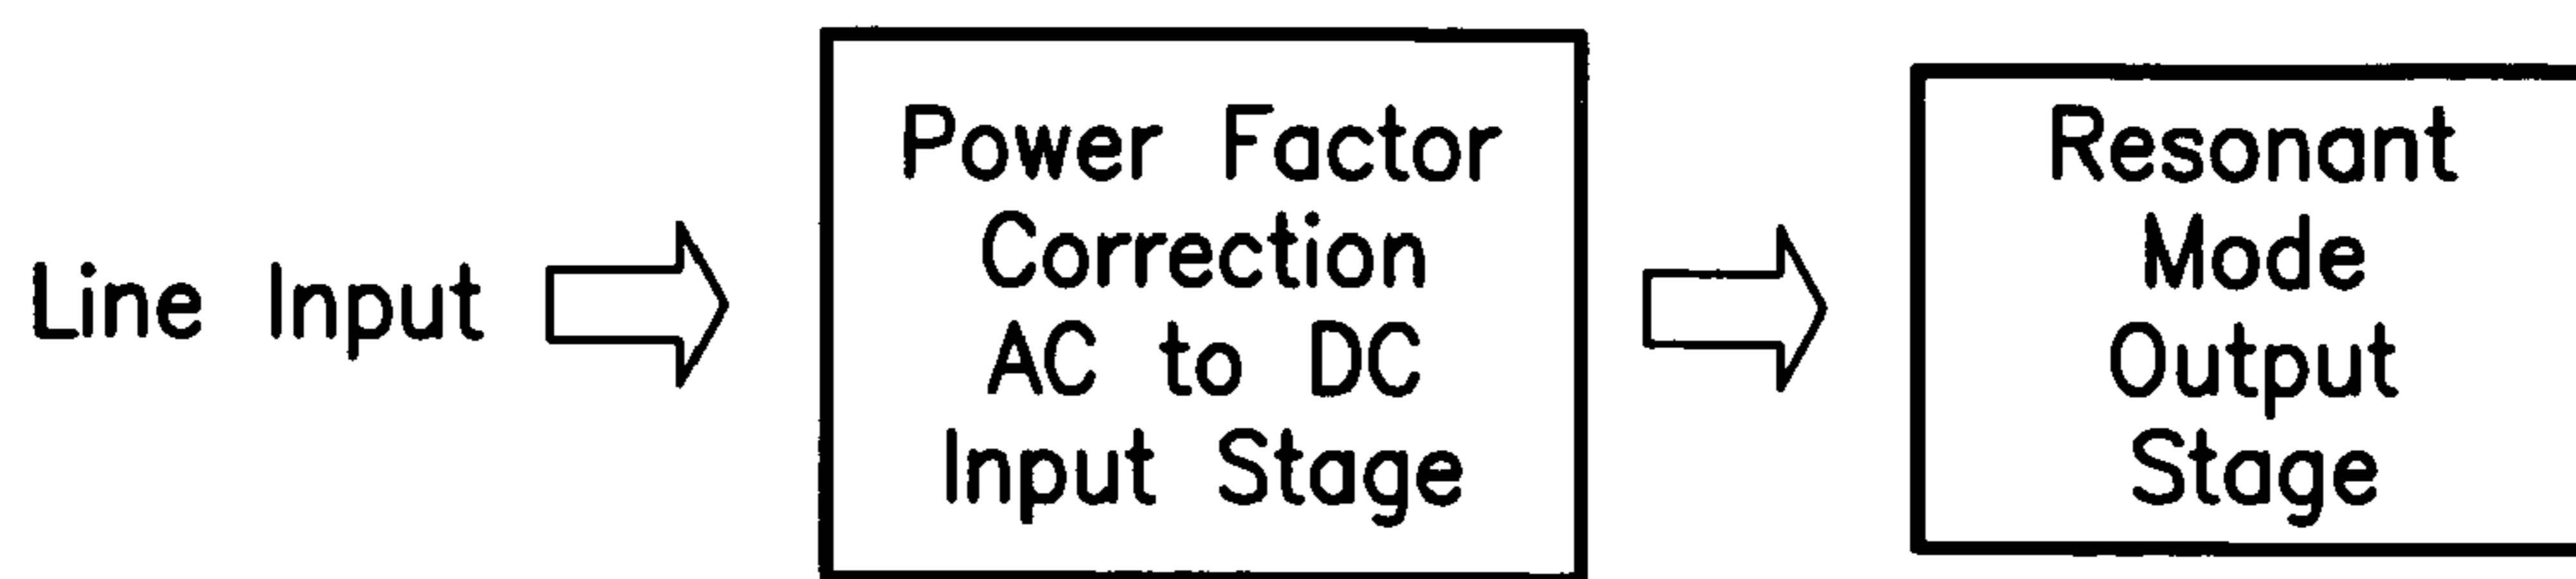 Line Input
Power Factor
Correction
AC to DC
Input Stage
Resonant
Mode
Output
Stage